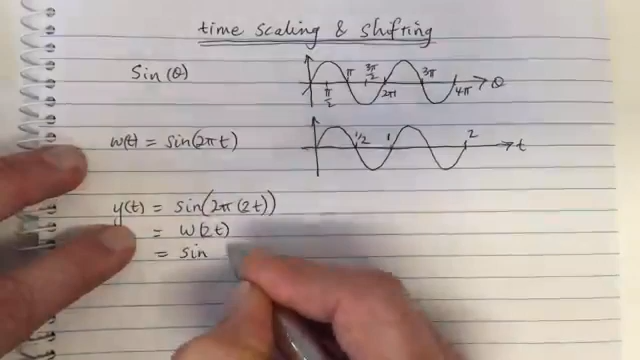 time scaling & shifting
sin(θ)
π/2 π 3π/2 2π 3π 4π θ
w(t) = sin(2πt)
1/2 1 2 t
y(t) = sin(2π(2t))
= w(2t)
= sin